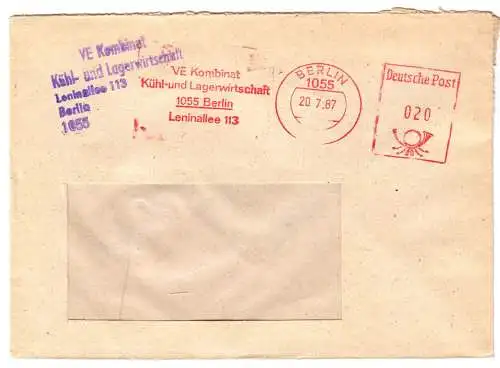 VE Kombinat
Kühl- und Lagerwirtschaft
Leninallee 113
Berlin
1055
VE Kombinat
Kühl-und Lagerwirtschaft
1055 Berlin
Leninallee 113
BERLIN
1055
20.7.87
Deutsche Post
020